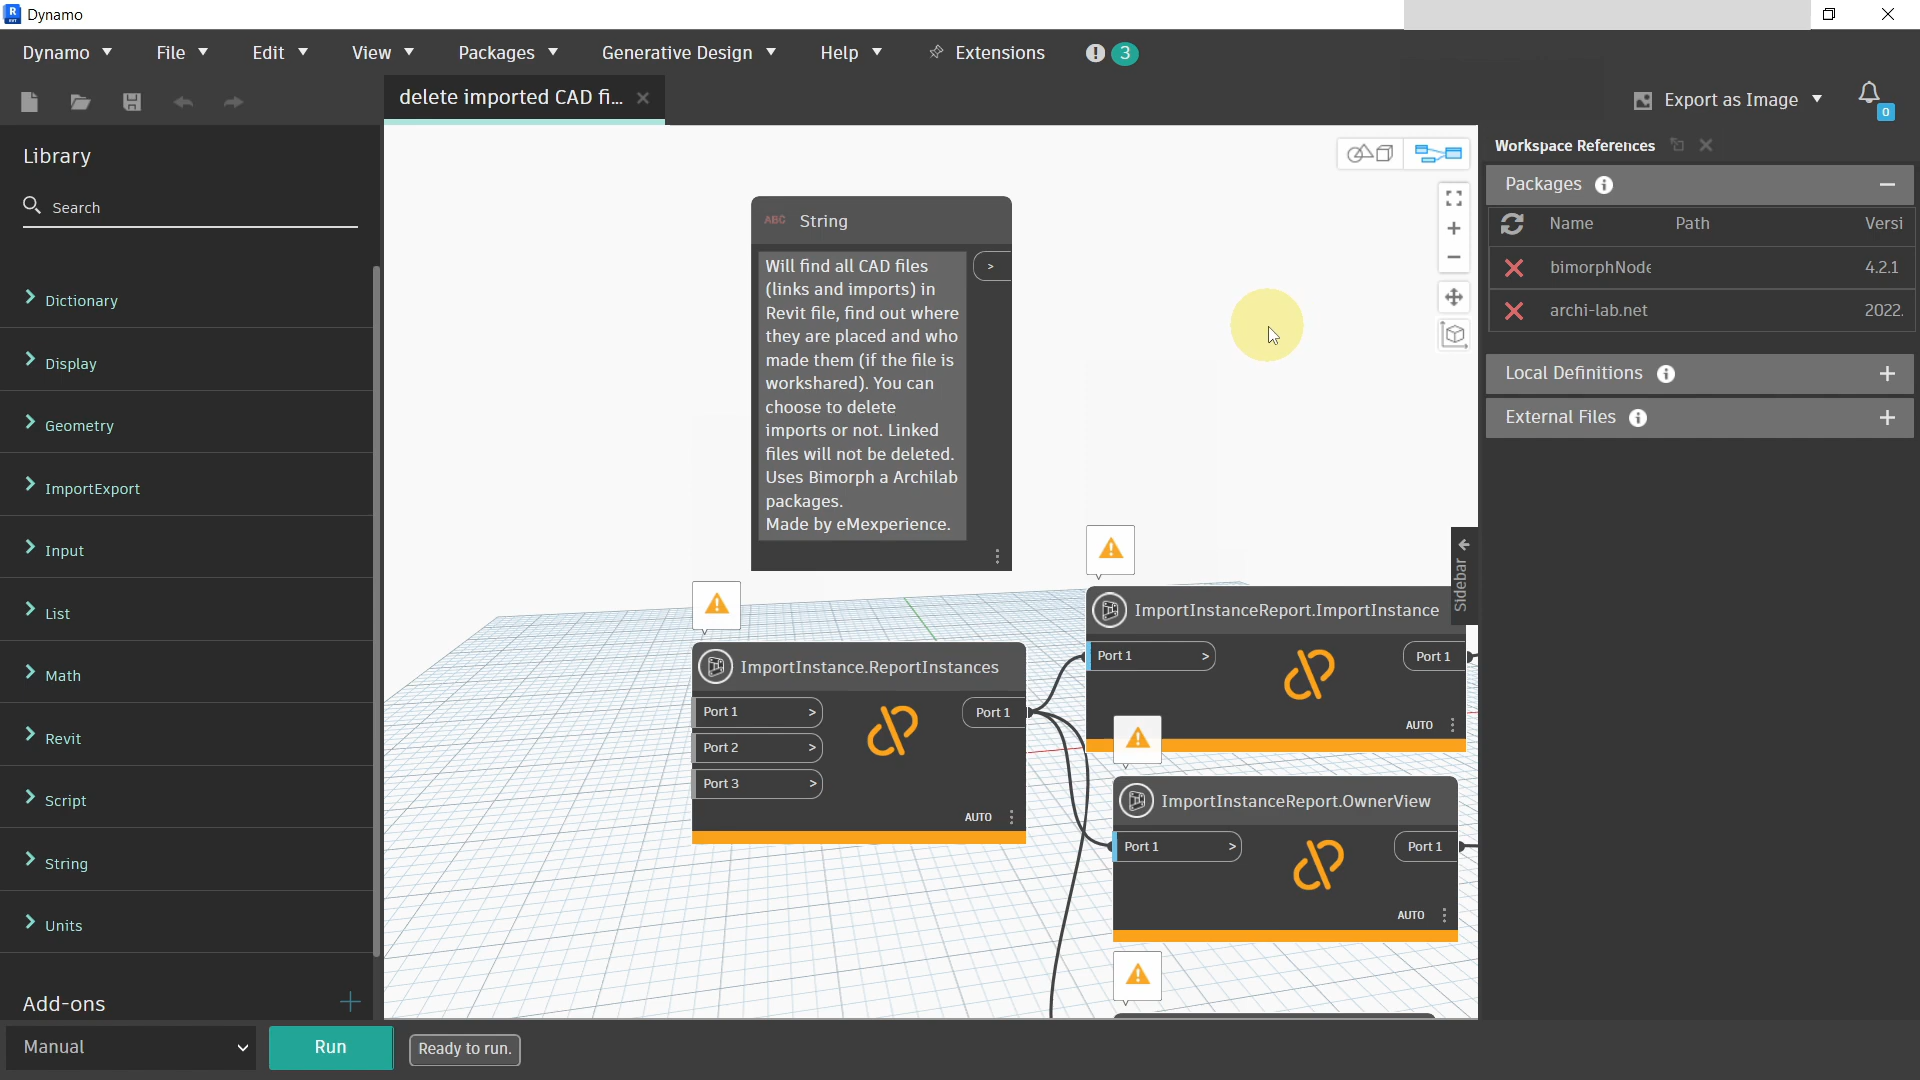 Dynamo
Dynamo File Edit View Packages Generative Design Help Extensions ! 3
delete imported CAD fi...
Export as Image
0
Library
Search
Dictionary
Display
Geometry
ImportExport
Input
List
Math
Revit
Script
String
Units
Add-ons
ABC String
Will find all CAD files
(links and imports) in
Revit file, find out where
they are placed and who
made them (if the file is
workshared). You can
choose to delete
imports or not. Linked
files will not be deleted.
Uses Bimorph a Archilab
packages.
Made by eMexperience.
>
ImportInstance.ReportInstances
Port 1 > Port 1
Port 2 >
Port 3 >
AUTO
ImportInstanceReport.ImportInstance
Port 1 > Port 1
AUTO
ImportInstanceReport.OwnerView
Port 1 > Port 1
AUTO
Sidebar
Workspace References
Packages
Name Path Versi
bimorphNode 4.2.1
archi-lab.net 2022.
Local Definitions
External Files
Manual Run Ready to run.